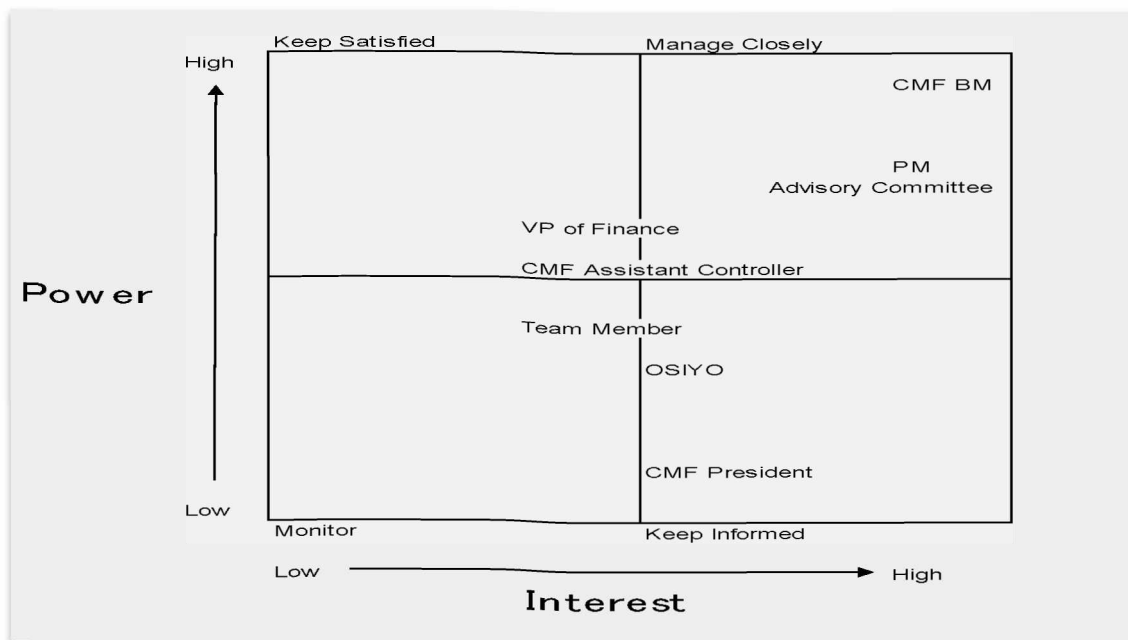 Keep Satisfied
Manage Closely
High
CMF BM
PM
Advisory Committee
VP of Finance
CMF Assistant Controller
Power
Team Member
OSIYO
CMF President
Low
Monitor
Keep Informed
Low
High
Interest